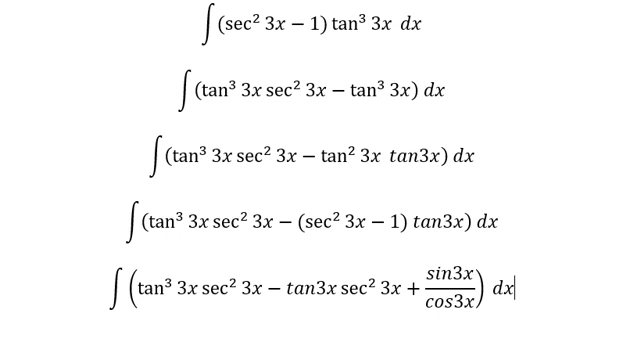 ∫(sec² 3x − 1) tan³ 3x dx
∫(tan³ 3x sec² 3x − tan³ 3x) dx
∫(tan³ 3x sec² 3x − tan² 3x tan3x) dx
∫(tan³ 3x sec² 3x − (sec² 3x − 1) tan3x) dx
∫(tan³ 3x sec² 3x − tan3x sec² 3x + sin3x/cos3x) dx